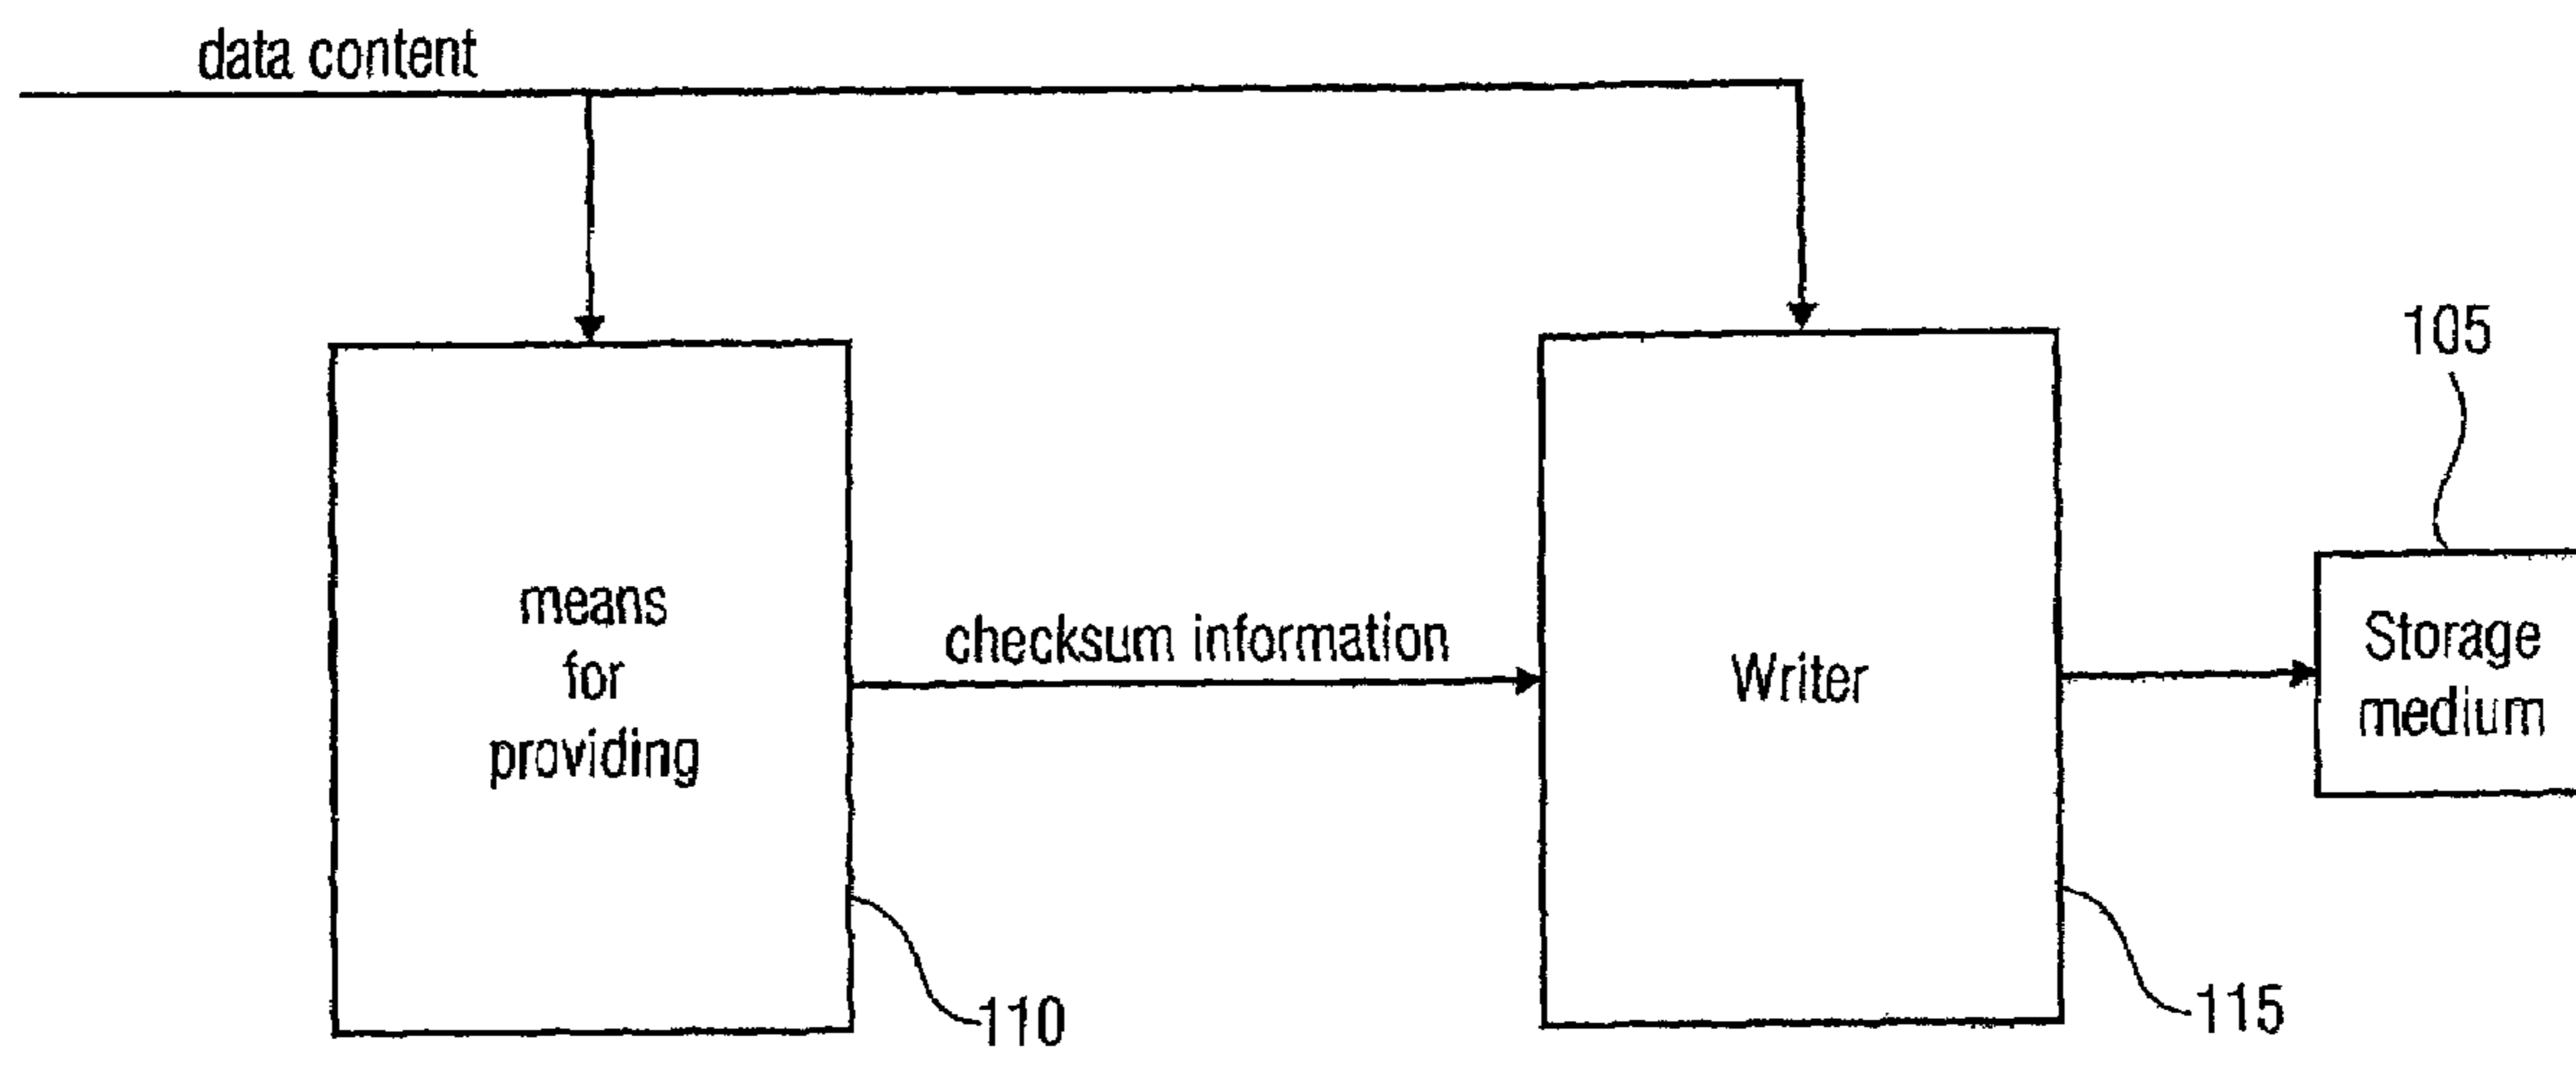 data content
105
means
for
providing
checksum information
Writer
Storage
medium
110
115